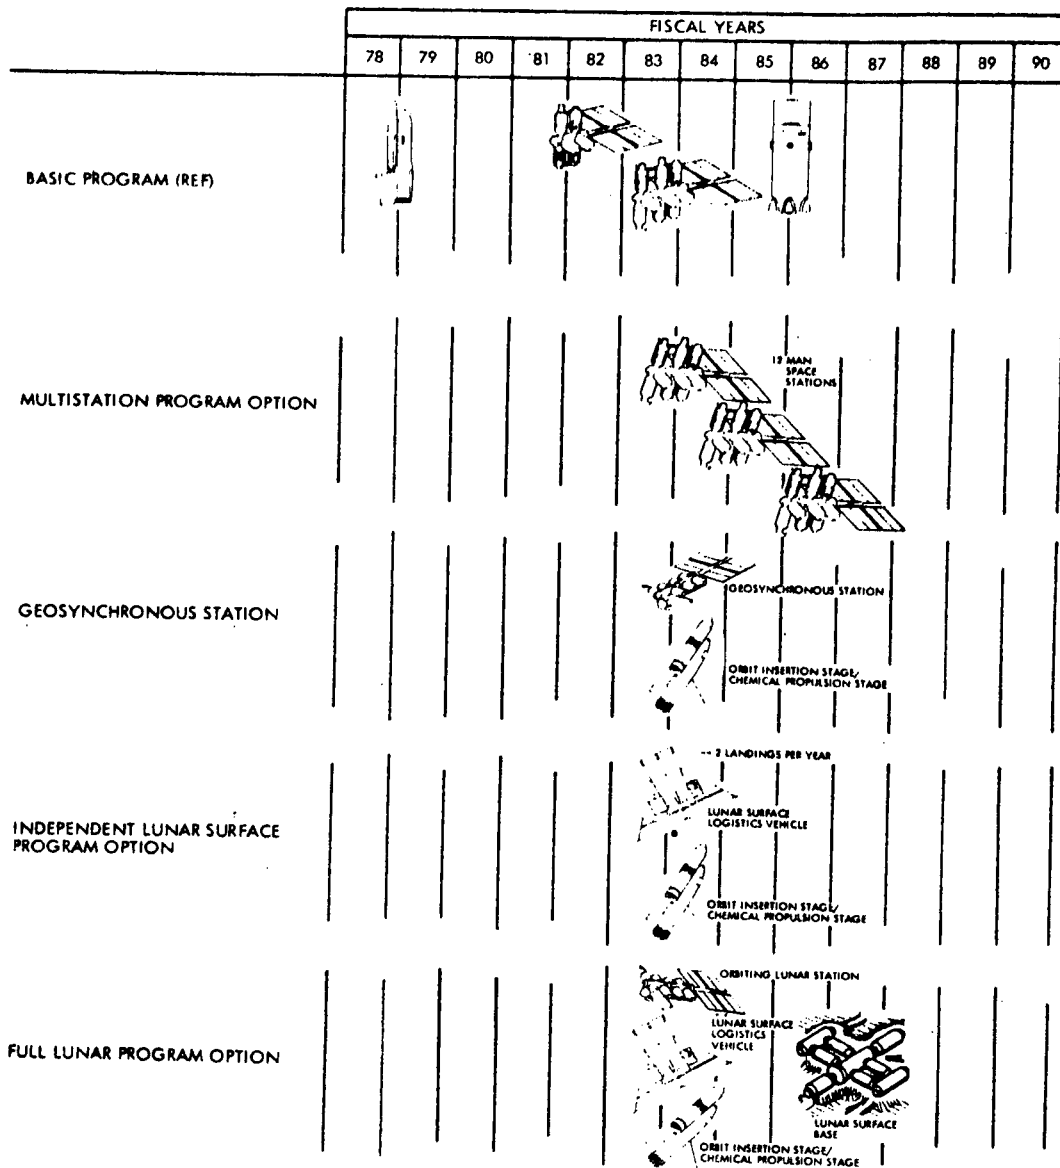 FISCAL YEARS
78 79 80 '81 82 83 84 85 86 87 88 89 90
BASIC PROGRAM (REF)
MULTISTATION PROGRAM OPTION
12 MAN
SPACE
STATIONS
GEOSYNCHRONOUS STATION
GEOSYNCHRONOUS STATION
ORBIT INSERTION STAGE/
CHEMICAL PROPULSION STAGE
INDEPENDENT LUNAR SURFACE
PROGRAM OPTION
2 LANDINGS PER YEAR
LUNAR SURFACE
LOGISTICS VEHICLE
ORBIT INSERTION STAGE/
CHEMICAL PROPULSION STAGE
FULL LUNAR PROGRAM OPTION
ORBITING LUNAR STATION
LUNAR SURFACE
LOGISTICS
VEHICLE
LUNAR SURFACE
BASE
ORBIT INSERTION STAGE/
CHEMICAL PROPULSION STAGE